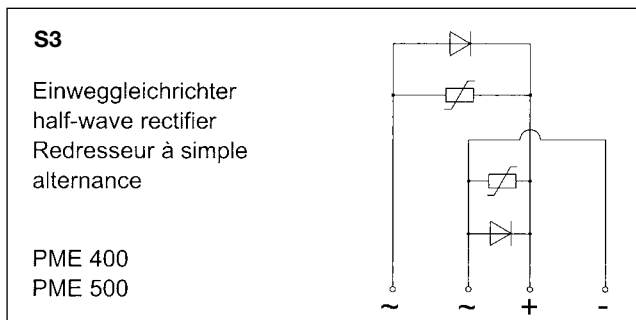 S3
Einweggleichrichter
half-wave rectifier
Redresseur à simple
alternance
PME 400
PME 500
~ ~ + -